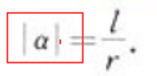 |α| = l/r.